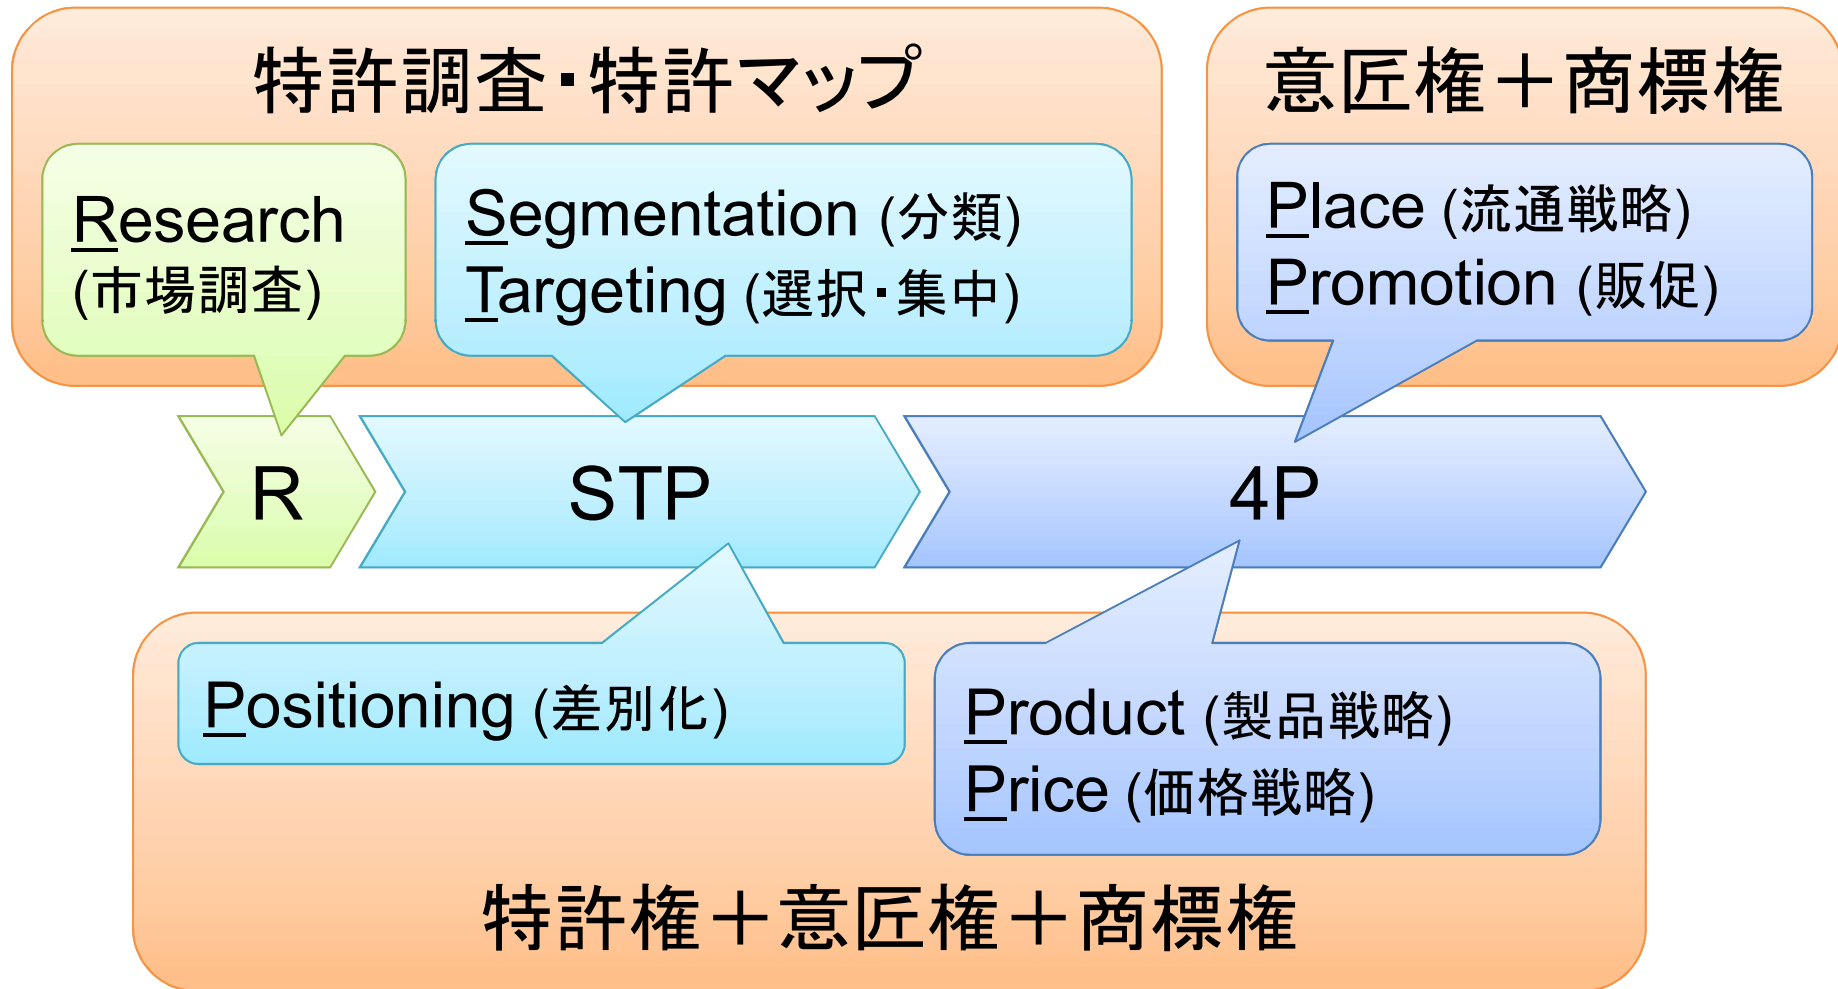 特許調査・特許マップ
意匠権＋商標権
Research
(市場調査)
Segmentation (分類)
Targeting (選択・集中)
Place (流通戦略)
Promotion (販促)
R
STP
4P
Positioning (差別化)
Product (製品戦略)
Price (価格戦略)
特許権＋意匠権＋商標権